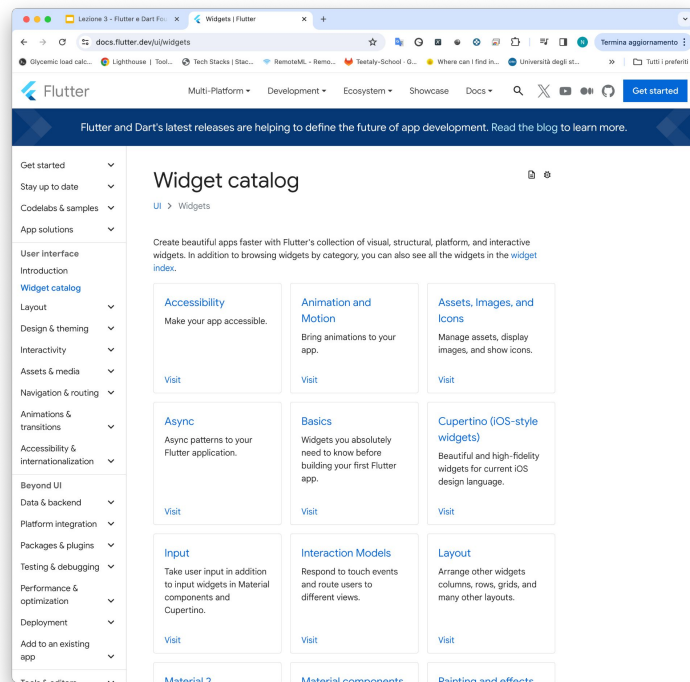 Lezione 3 - Flutter e Dart Fou
Widgets | Flutter
docs.flutter.dev/ui/widgets
Termina aggiornamento
Glycemic load calc...
Lighthouse | Tool...
Tech Stacks | Stac...
RemoteML - Remo...
Teetaly-School · G...
Where can I find in...
Università degli st...
Tutti i preferiti
Flutter
Multi-Platform
Development
Ecosystem
Showcase
Docs
Get started
Flutter and Dart's latest releases are helping to define the future of app development. Read the blog to learn more.
Get started
Stay up to date
Codelabs & samples
App solutions
User interface
Introduction
Widget catalog
Layout
Design & theming
Interactivity
Assets & media
Navigation & routing
Animations &
transitions
Accessibility &
internationalization
Beyond UI
Data & backend
Platform integration
Packages & plugins
Testing & debugging
Performance &
optimization
Deployment
Add to an existing
app
Tools & editors
Widget catalog
UI > Widgets
Create beautiful apps faster with Flutter's collection of visual, structural, platform, and interactive
widgets. In addition to browsing widgets by category, you can also see all the widgets in the widget
index.
Accessibility
Make your app accessible.
Visit
Animation and
Motion
Bring animations to your
app.
Visit
Assets, Images, and
Icons
Manage assets, display
images, and show icons.
Visit
Async
Async patterns to your
Flutter application.
Visit
Basics
Widgets you absolutely
need to know before
building your first Flutter
app.
Visit
Cupertino (iOS-style
widgets)
Beautiful and high-fidelity
widgets for current iOS
design language.
Visit
Input
Take user input in addition
to input widgets in Material
components and
Cupertino.
Visit
Interaction Models
Respond to touch events
and route users to
different views.
Visit
Layout
Arrange other widgets
columns, rows, grids, and
many other layouts.
Visit
Material 2
Material components
Painting and effects